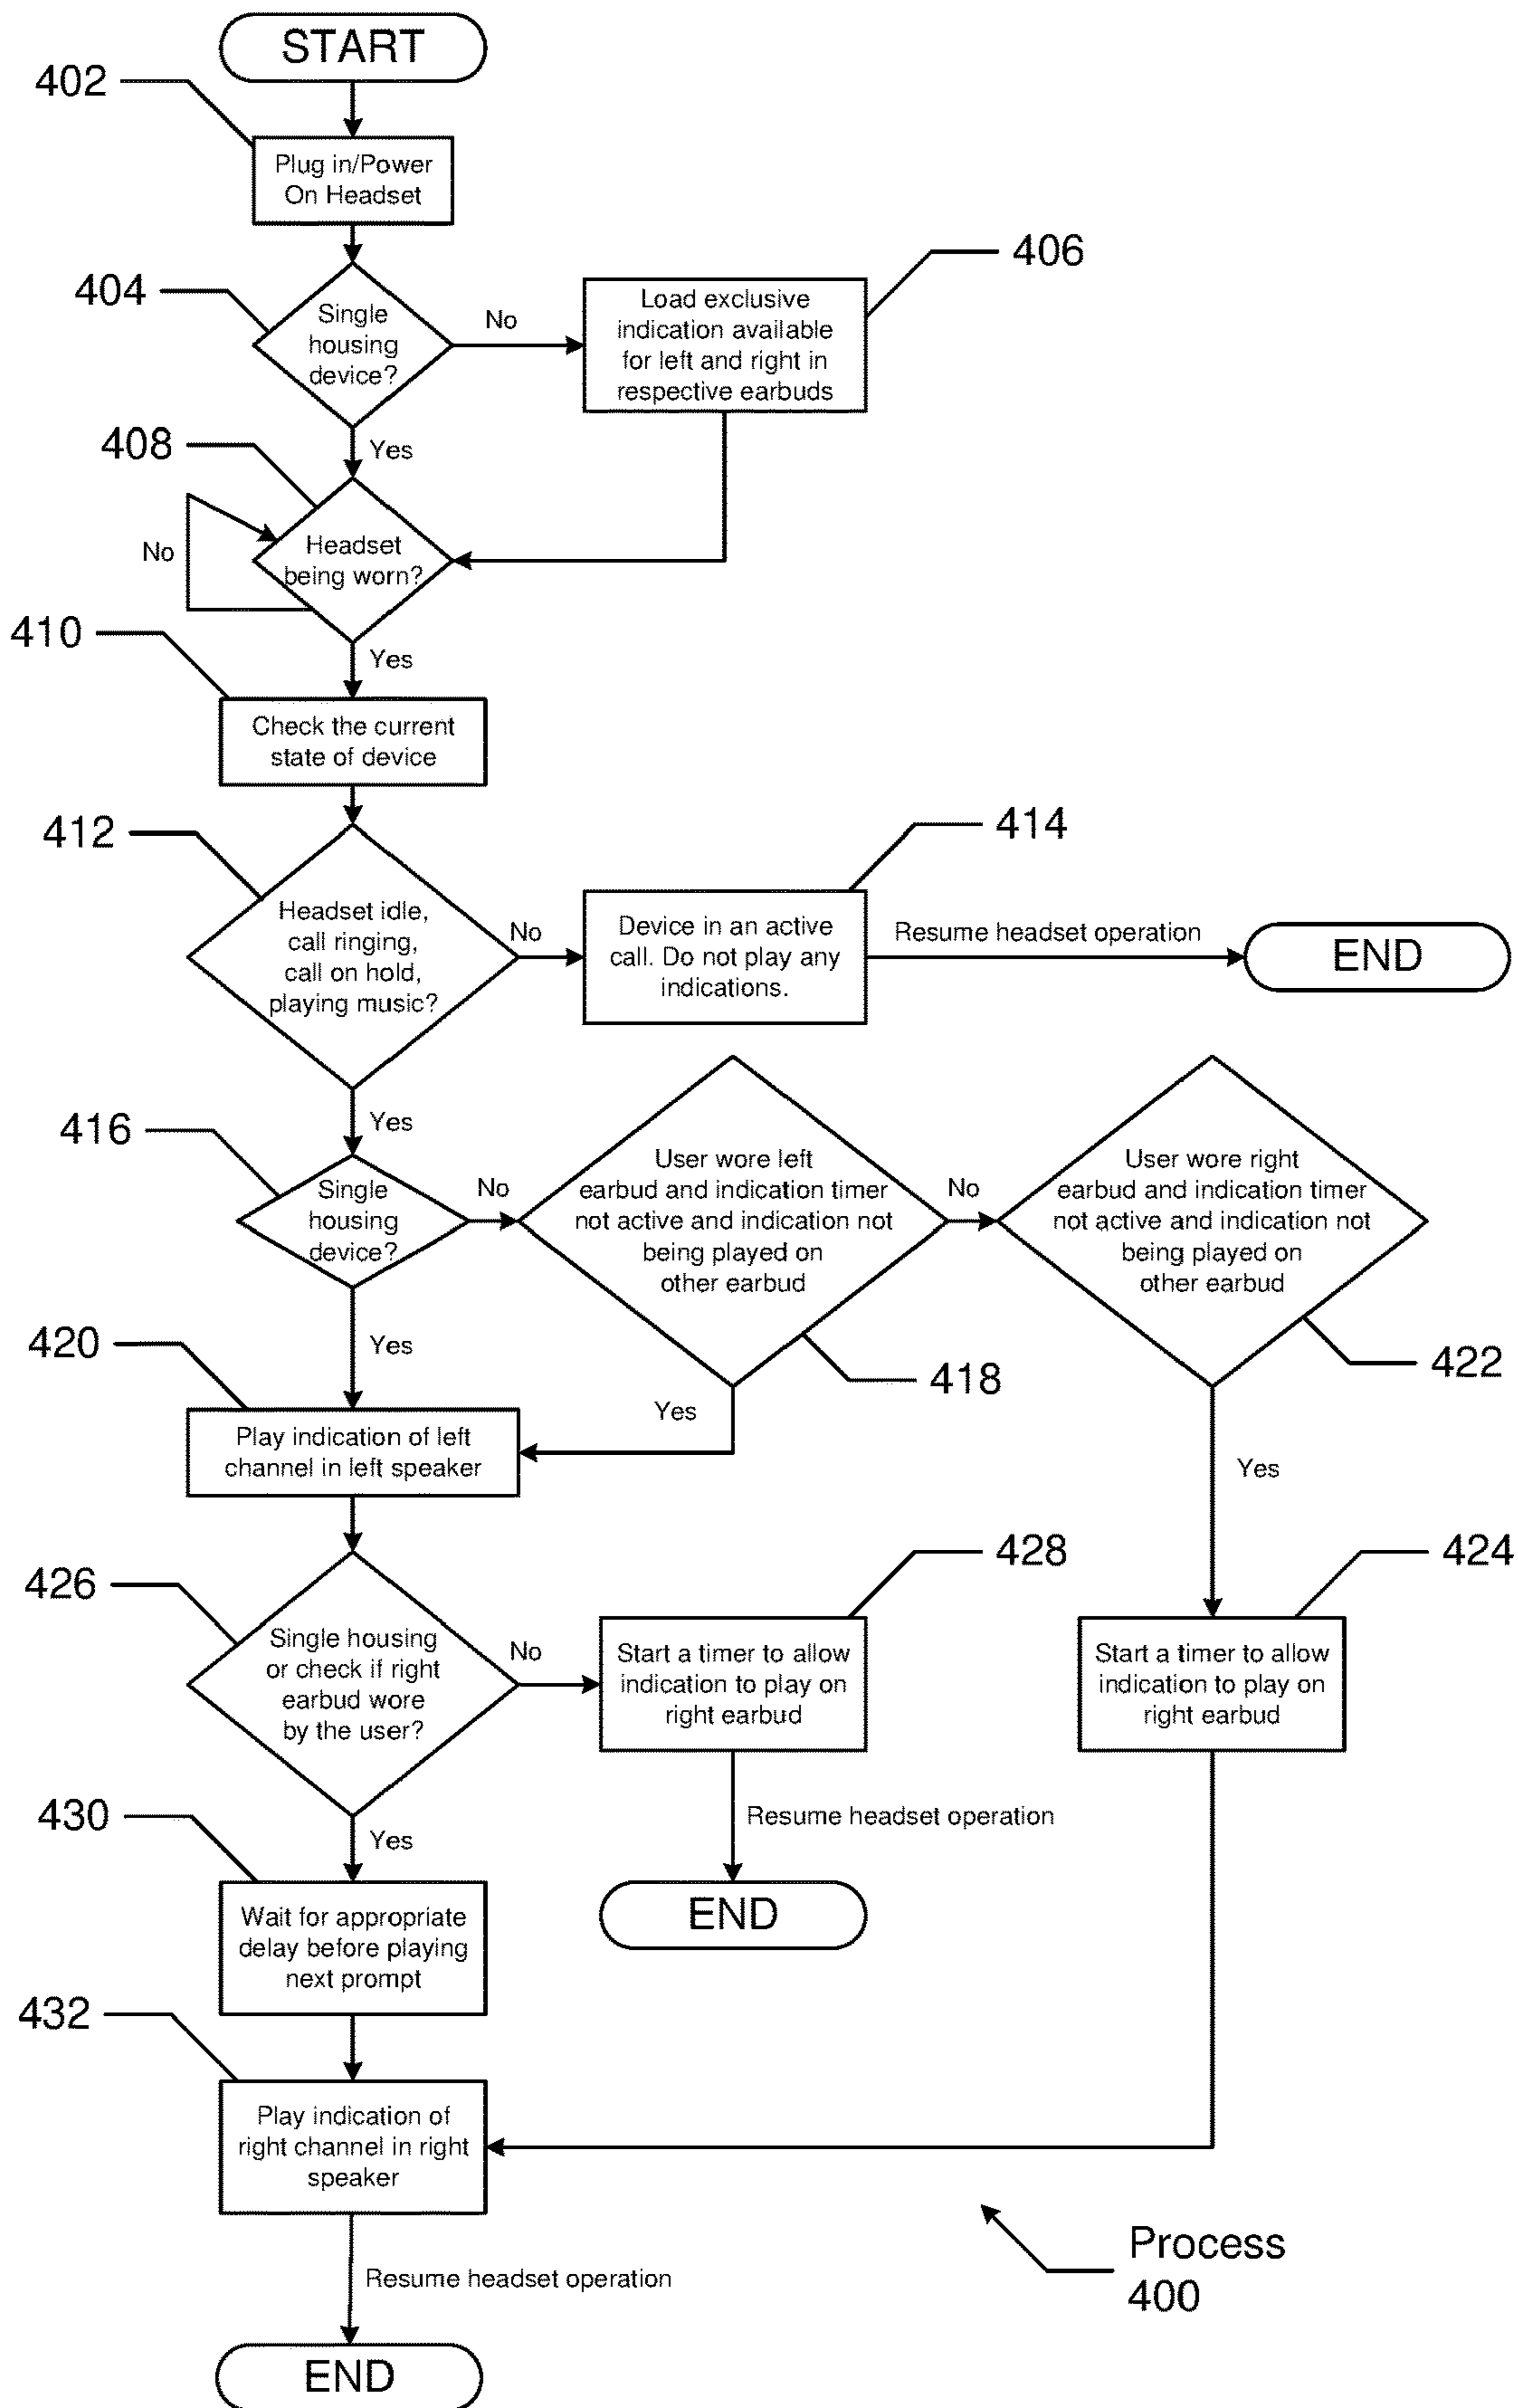 START
402
Plug in/Power
On Headset
404
Single
housing
device?
No
406
Load exclusive
indication available
for left and right in
respective earbuds
Yes
408
Headset
being worn?
No
Yes
410
Check the current
state of device
412
Headset idle,
call ringing,
call on hold,
playing music?
No
414
Device in an active
call. Do not play any
indications.
Resume headset operation
END
Yes
416
Single
housing
device?
No
User wore left
earbud and indication timer
not active and indication not
being played on
other earbud
No
User wore right
earbud and indication timer
not active and indication not
being played on
other earbud
Yes
418
422
Yes
Yes
420
Play indication of left
channel in left speaker
426
Single housing
or check if right
earbud wore
by the user?
No
428
Start a timer to allow
indication to play on
right earbud
424
Start a timer to allow
indication to play on
right earbud
Resume headset operation
END
Yes
430
Wait for appropriate
delay before playing
next prompt
432
Play indication of
right channel in right
speaker
Resume headset operation
END
Process
400